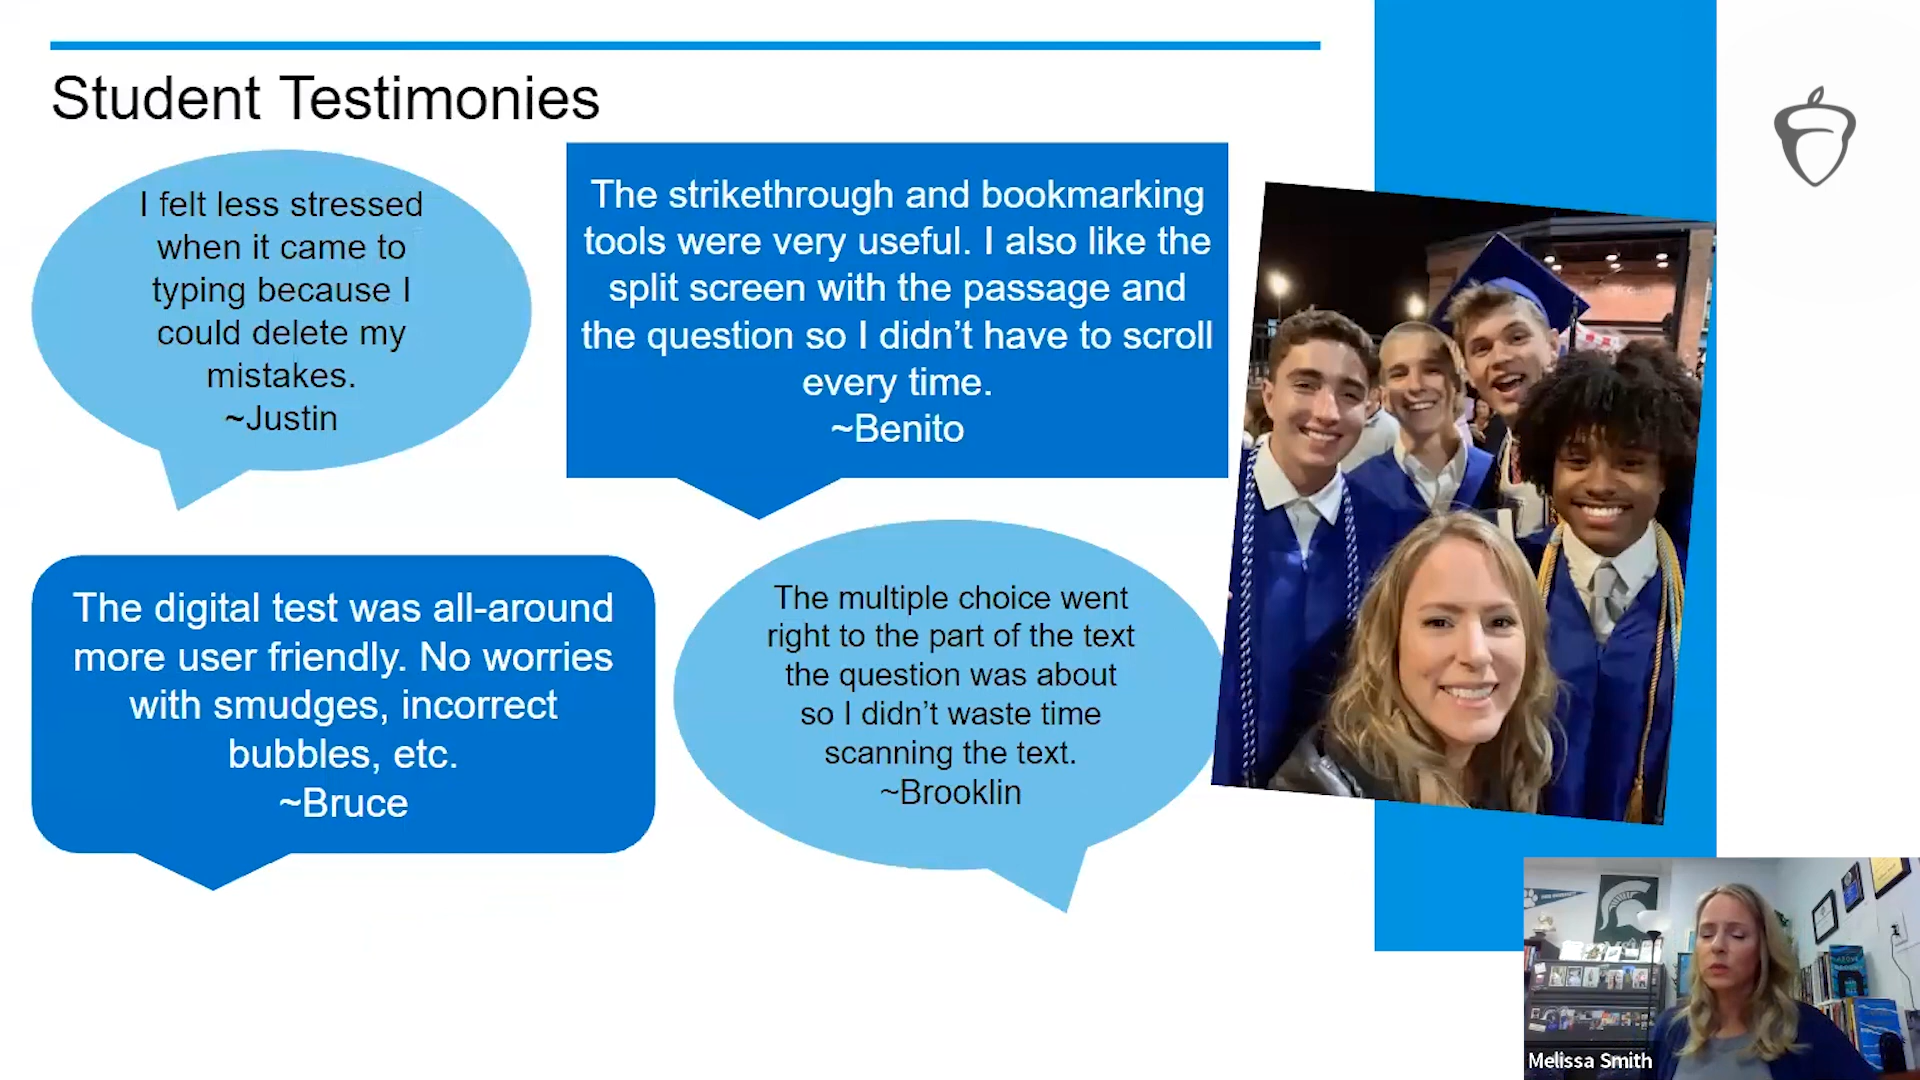 Student Testimonies
I felt less stressed
when it came to
typing because I
could delete my
mistakes.
~Justin
The strikethrough and bookmarking
tools were very useful. I also like the
split screen with the passage and
the question so I didn't have to scroll
every time.
~Benito
The digital test was all-around
more user friendly. No worries
with smudges, incorrect
bubbles, etc.
~Bruce
The multiple choice went
right to the part of the text
the question was about
so I didn't waste time
scanning the text.
~Brooklin
Melissa Smith